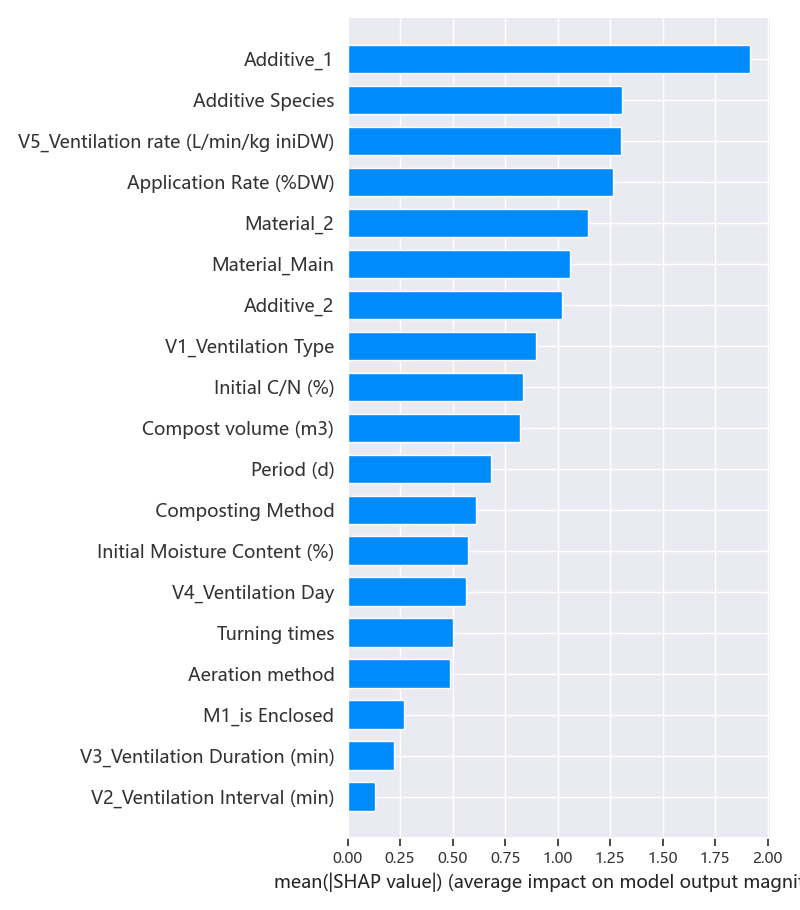 Additive_1
Additive Species
V5_Ventilation rate (L/min/kg iniDW)
Application Rate (%DW)
Material_2
Material_Main
Additive_2
V1_Ventilation Type
Initial C/N (%)
Compost volume (m3)
Period (d)
Composting Method
Initial Moisture Content (%)
V4_Ventilation Day
Turning times
Aeration method
M1_is Enclosed
V3_Ventilation Duration (min)
V2_Ventilation Interval (min)
0.00 0.25 0.50 0.75 1.00 1.25 1.50 1.75 2.00
mean(|SHAP value|) (average impact on model output magnit